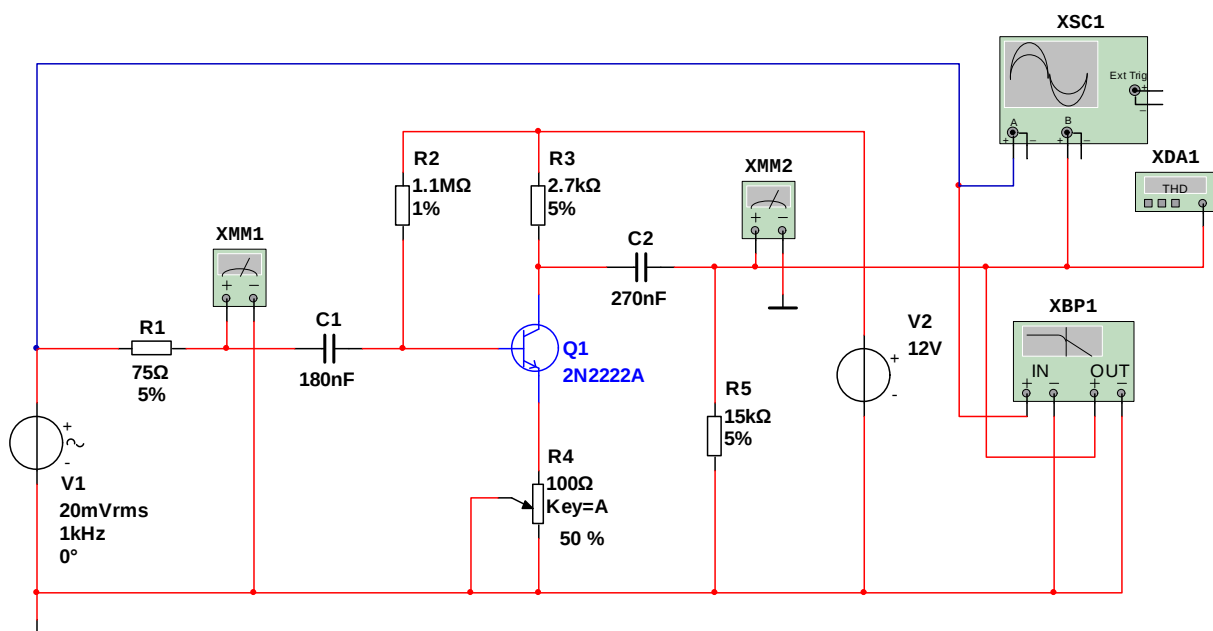 XSC1
Ext Trig
+
−
A
B
+ − + −
XDA1
THD
R2
1.1MΩ
1%
R3
2.7kΩ
5%
XMM2
+ −
XMM1
+ −
C2
270nF
R1
75Ω
5%
C1
180nF
Q1
2N2222A
V2
12V
+
-
XBP1
IN OUT
+ − + −
R5
15kΩ
5%
+
-
V1
20mVrms
1kHz
0°
R4
100Ω
Key=A
50 %